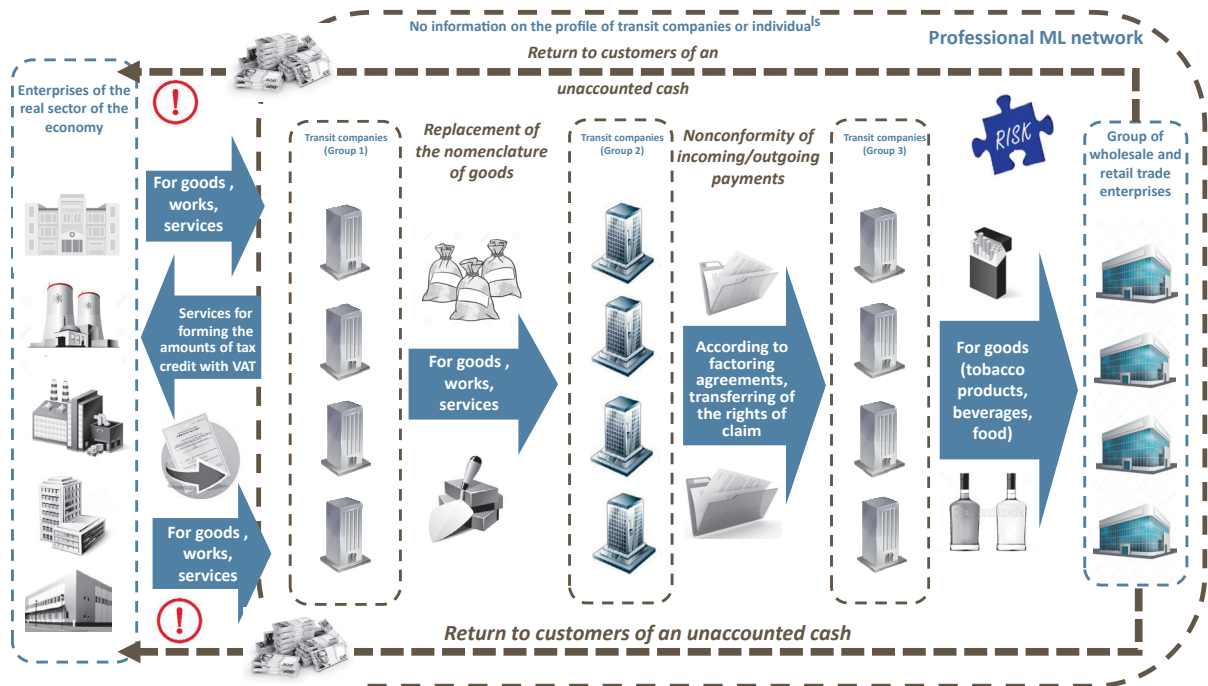 No information on the profile of transit companies or individuals
Professional ML network
Return to customers of an
unaccounted cash
Enterprises of the
real sector of the
economy
For goods ,
works,
services
Services for
forming the
amounts of tax
credit with VAT
For goods ,
works,
services
Transit companies
(Group 1)
Replacement of
the nomenclature
of goods
For goods ,
works,
services
Transit companies
(Group 2)
Nonconformity of
incoming/outgoing
payments
According to
factoring
agreements,
transferring of
the rights of
claim
Transit companies
(Group 3)
RISK
For goods
(tobacco
products,
beverages,
food)
Group of
wholesale and
retail trade
enterprises
Return to customers of an unaccounted cash